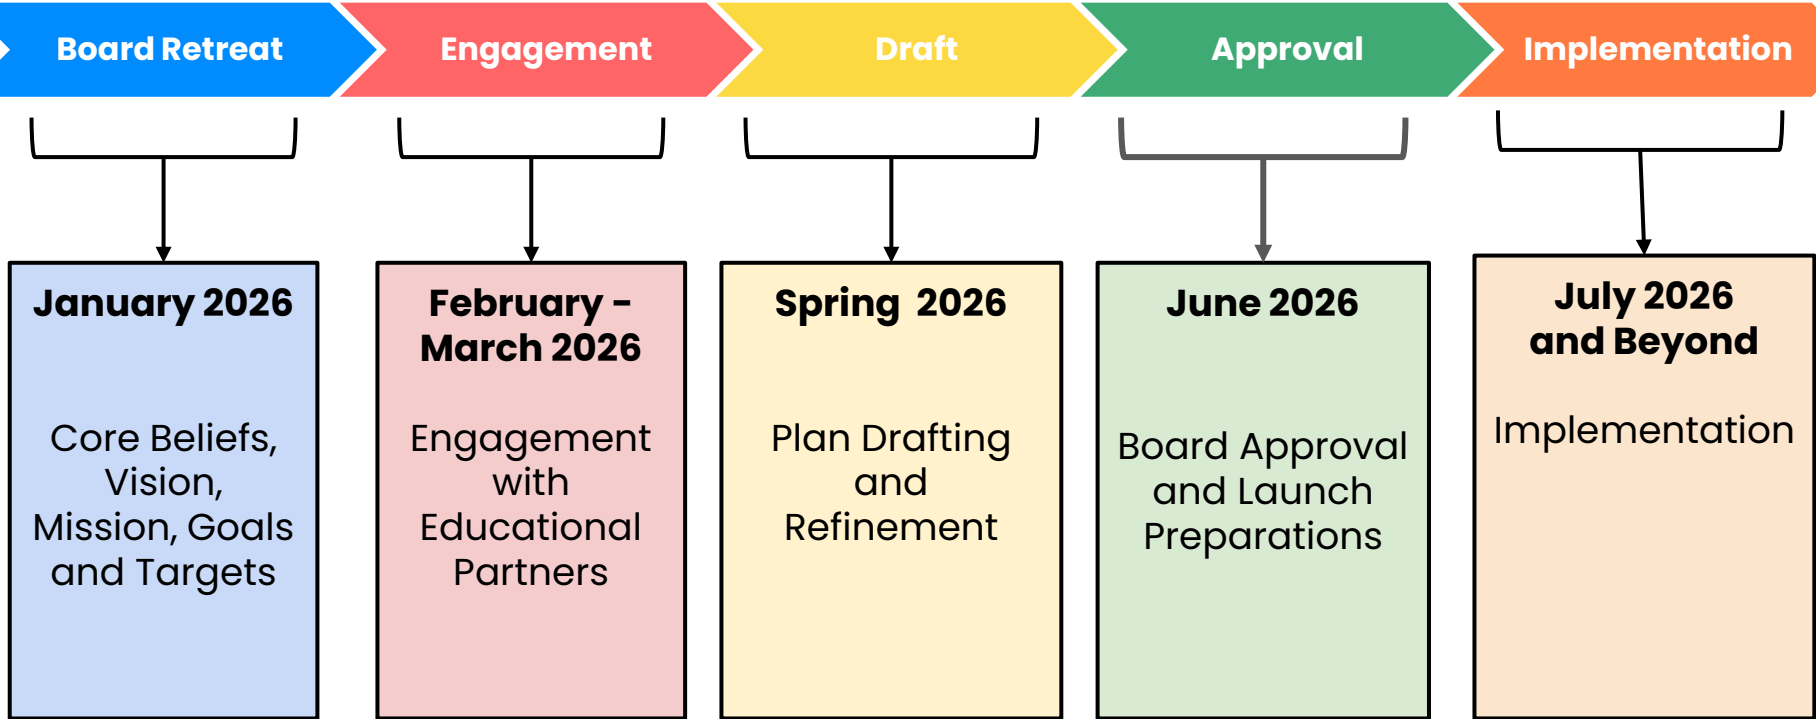 Board Retreat
Engagement
Draft
Approval
Implementation
January 2026
Core Beliefs,
Vision,
Mission, Goals
and Targets
February -
March 2026
Engagement
with
Educational
Partners
Spring 2026
Plan Drafting
and
Refinement
June 2026
Board Approval
and Launch
Preparations
July 2026
and Beyond
Implementation